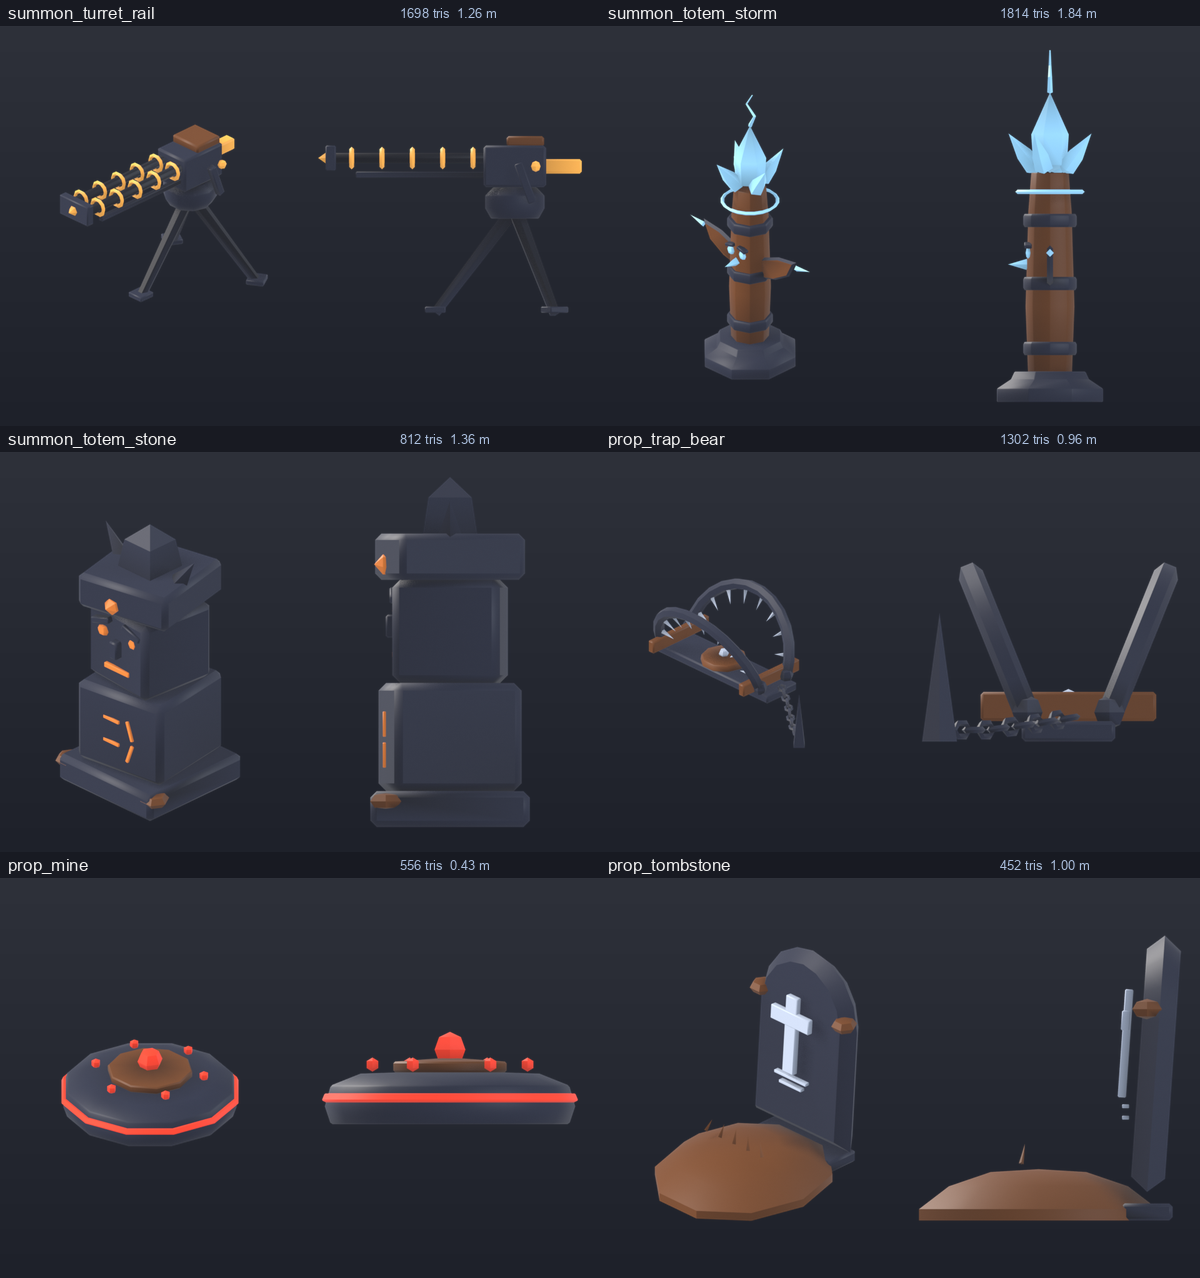 summon_turret_rail 1698 tris 1.26 m
summon_totem_storm 1814 tris 1.84 m
summon_totem_stone 812 tris 1.36 m
prop_trap_bear 1302 tris 0.96 m
prop_mine 556 tris 0.43 m
prop_tombstone 452 tris 1.00 m